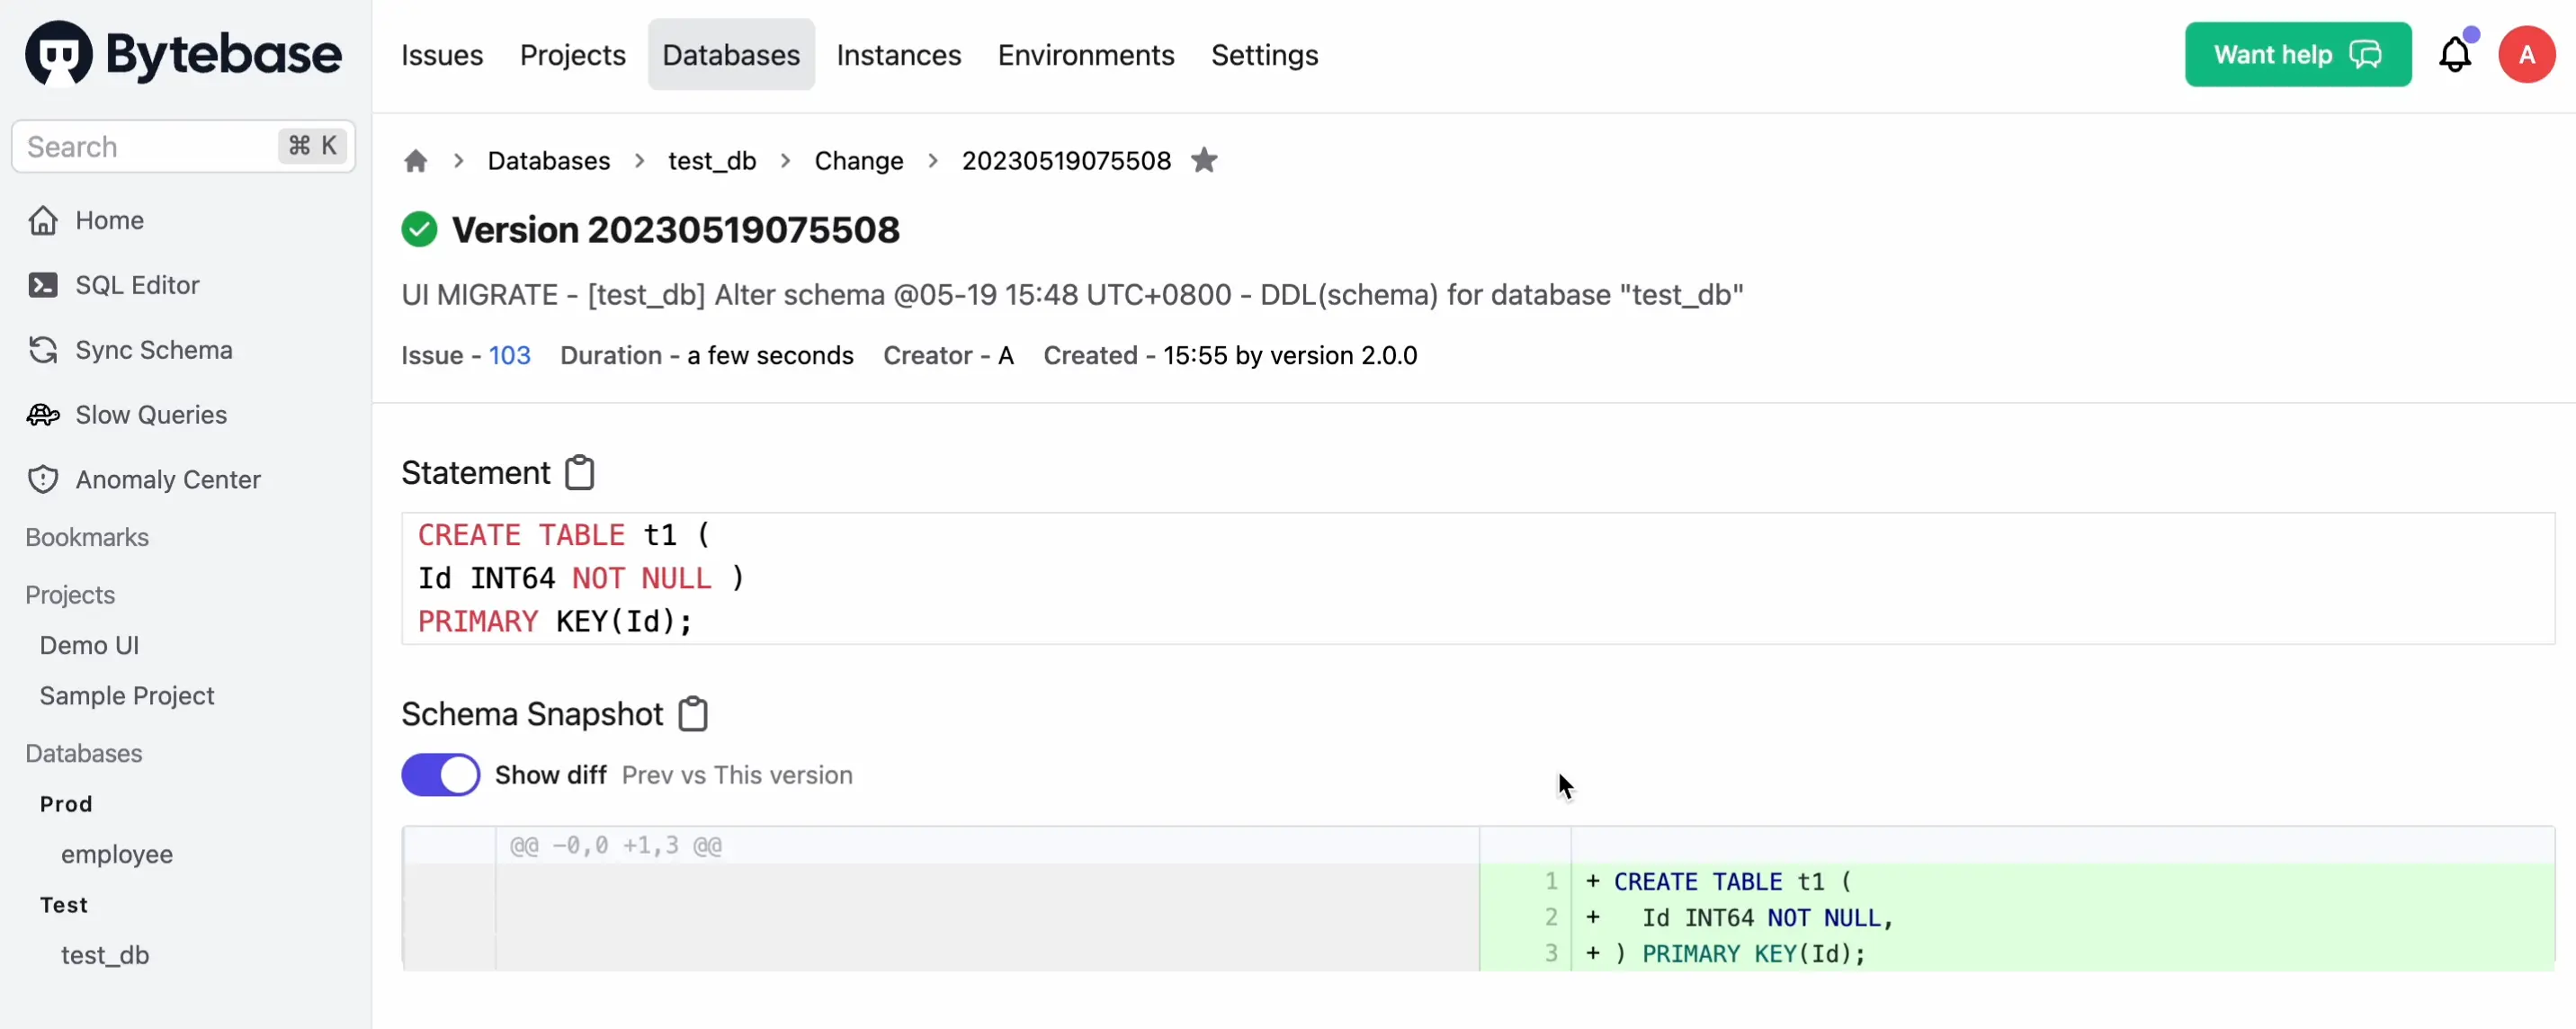 Bytebase
Issues
Projects
Databases
Instances
Environments
Settings
Want help
A
Search
⌘ K
Home
SQL Editor
Sync Schema
Slow Queries
Anomaly Center
Bookmarks
Projects
Demo UI
Sample Project
Databases
Prod
employee
Test
test_db
Databases
test_db
Change
20230519075508
Version 20230519075508
UI MIGRATE - [test_db] Alter schema @05-19 15:48 UTC+0800 - DDL(schema) for database "test_db"
Issue - 103 Duration - a few seconds Creator - A Created - 15:55 by version 2.0.0
Statement
CREATE TABLE t1 (
Id INT64 NOT NULL )
PRIMARY KEY(Id);
Schema Snapshot
Show diff Prev vs This version
@@ -0,0 +1,3 @@
1 + CREATE TABLE t1 (
2 + Id INT64 NOT NULL,
3 + ) PRIMARY KEY(Id);